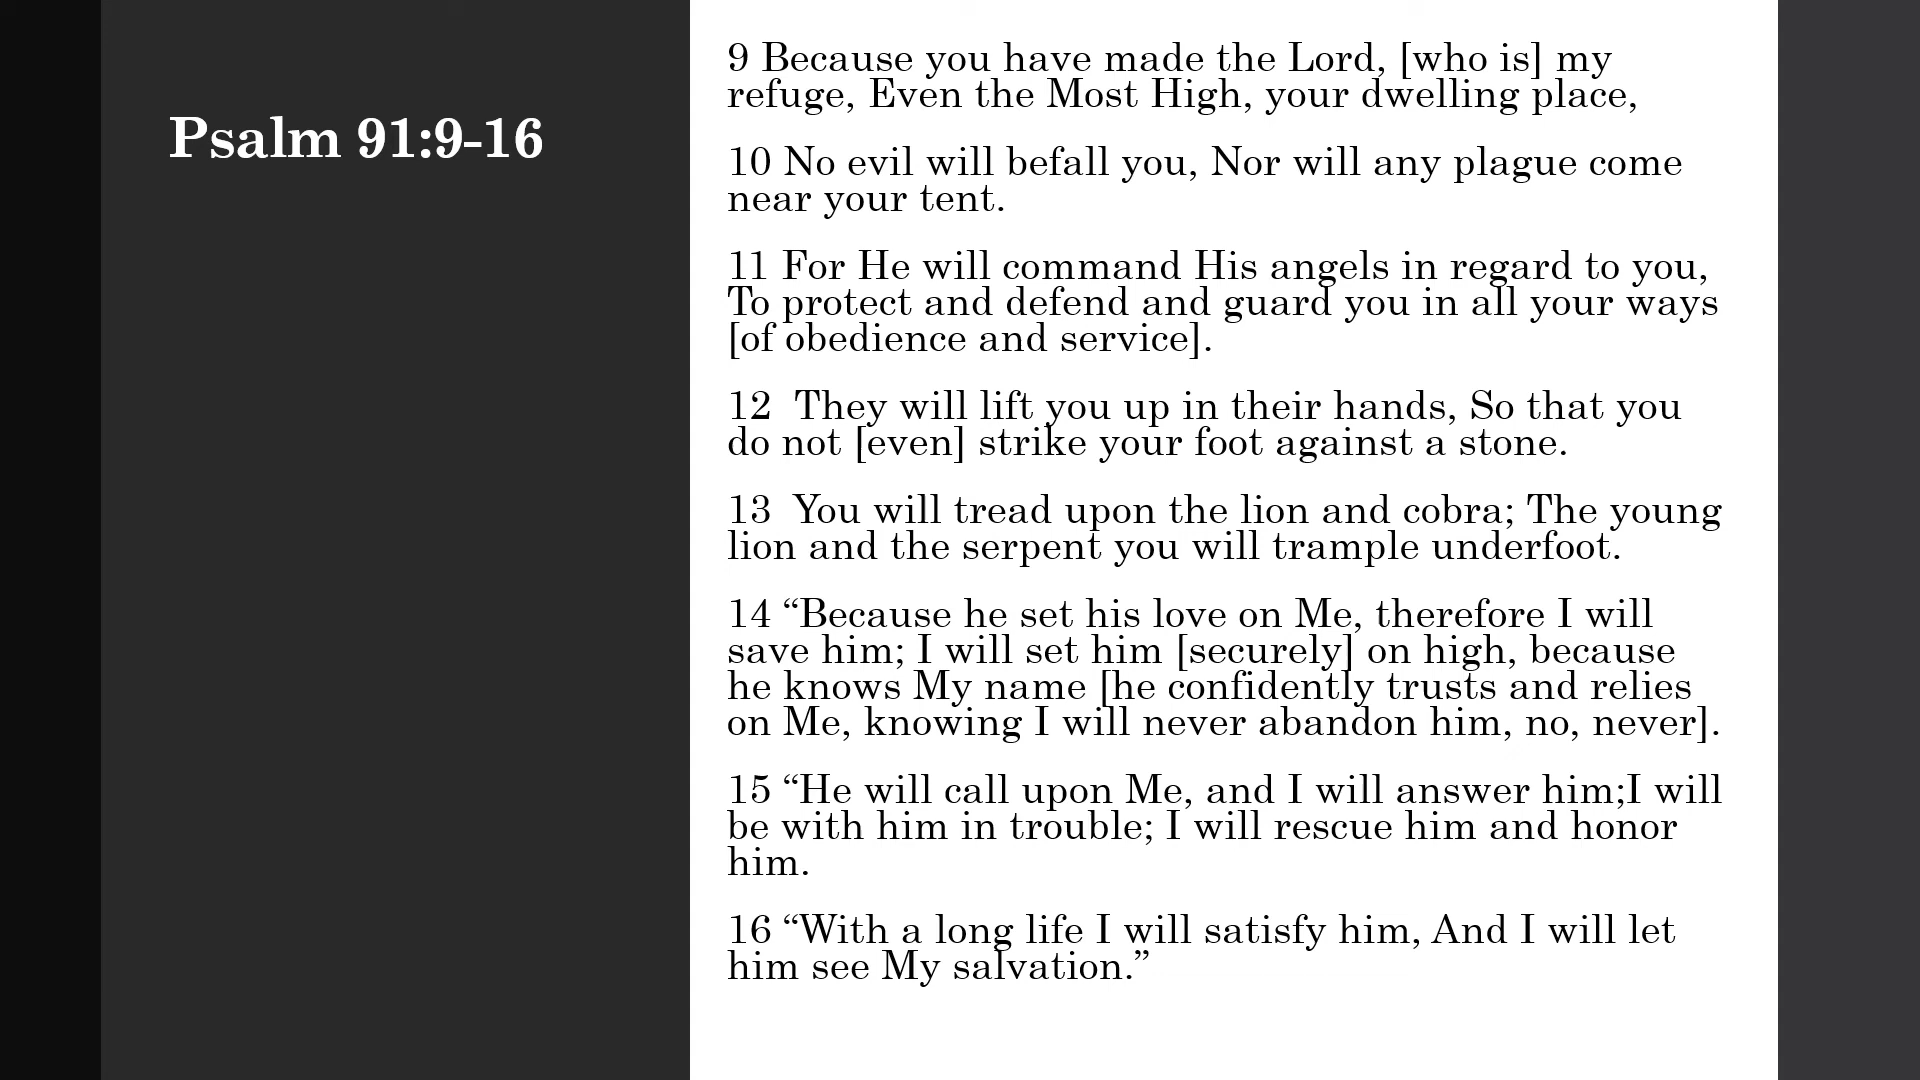 Psalm 91:9-16
9 Because you have made the Lord, [who is] my
refuge, Even the Most High, your dwelling place,
10 No evil will befall you, Nor will any plague come
near your tent.
11 For He will command His angels in regard to you,
To protect and defend and guard you in all your ways
[of obedience and service].
12  They will lift you up in their hands, So that you
do not [even] strike your foot against a stone.
13  You will tread upon the lion and cobra; The young
lion and the serpent you will trample underfoot.
14 “Because he set his love on Me, therefore I will
save him; I will set him [securely] on high, because
he knows My name [he confidently trusts and relies
on Me, knowing I will never abandon him, no, never].
15 “He will call upon Me, and I will answer him;I will
be with him in trouble; I will rescue him and honor
him.
16 “With a long life I will satisfy him, And I will let
him see My salvation.”